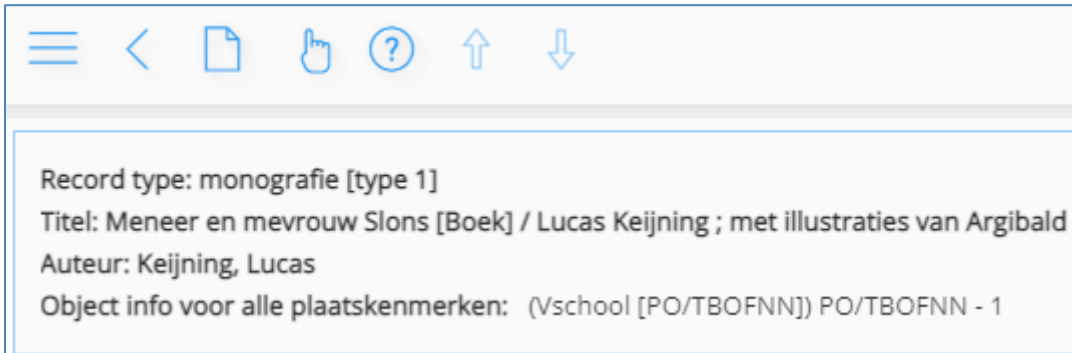 Record type: monografie [type 1]
Titel: Meneer en mevrouw Slons [Boek] / Lucas Keijning ; met illustraties van Argibald
Auteur: Keijning, Lucas
Object info voor alle plaatskenmerken: (Vschool [PO/TBOFNN]) PO/TBOFNN - 1